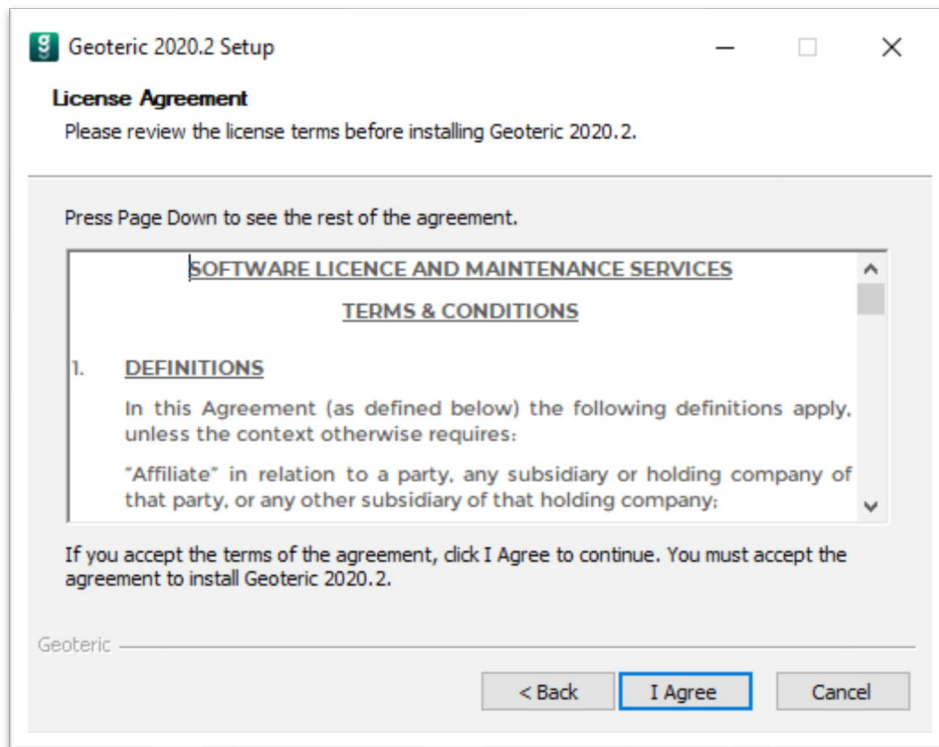 Geoteric 2020.2 Setup
License Agreement
Please review the license terms before installing Geoteric 2020.2.
Press Page Down to see the rest of the agreement.
SOFTWARE LICENCE AND MAINTENANCE SERVICES
TERMS & CONDITIONS
1. DEFINITIONS
In this Agreement (as defined below) the following definitions apply,
unless the context otherwise requires:
"Affiliate" in relation to a party, any subsidiary or holding company of
that party, or any other subsidiary of that holding company;
If you accept the terms of the agreement, click I Agree to continue. You must accept the
agreement to install Geoteric 2020.2.
Geoteric
< Back I Agree Cancel